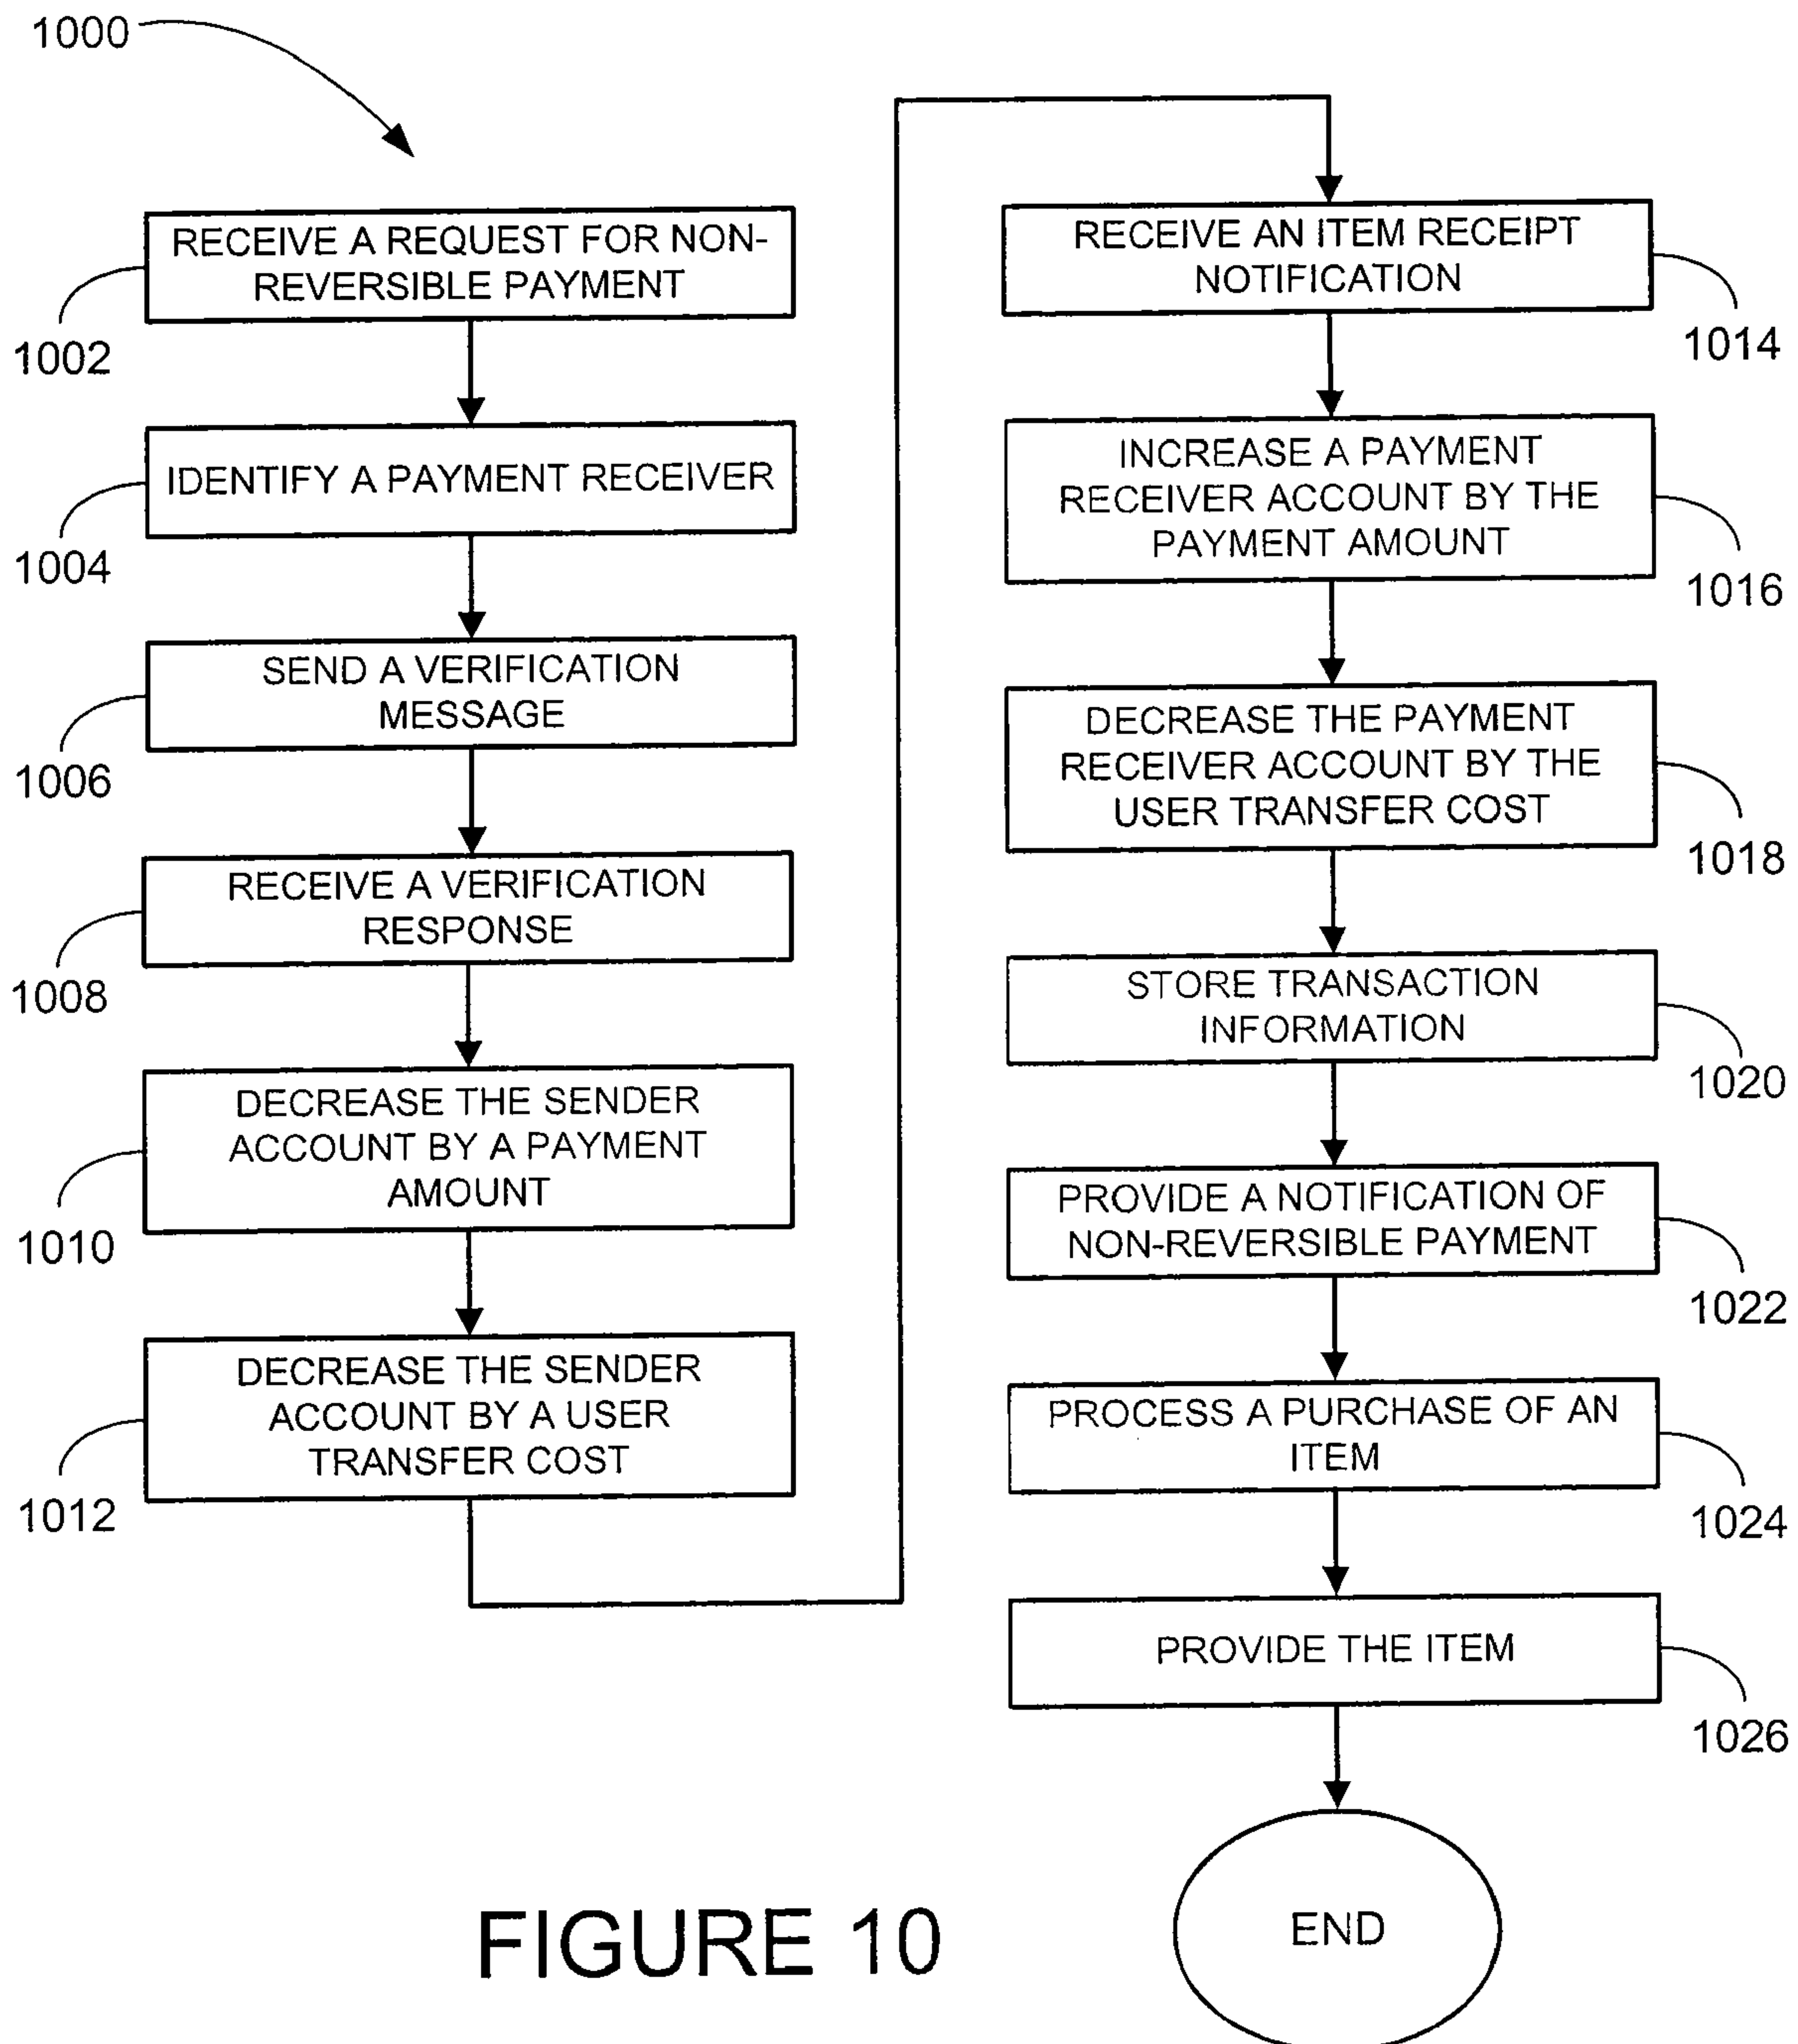 1000
RECEIVE A REQUEST FOR NON-
REVERSIBLE PAYMENT
1002
IDENTIFY A PAYMENT RECEIVER
1004
SEND A VERIFICATION
MESSAGE
1006
RECEIVE A VERIFICATION
RESPONSE
1008
DECREASE THE SENDER
ACCOUNT BY A PAYMENT
AMOUNT
1010
DECREASE THE SENDER
ACCOUNT BY A USER
TRANSFER COST
1012
RECEIVE AN ITEM RECEIPT
NOTIFICATION
1014
INCREASE A PAYMENT
RECEIVER ACCOUNT BY THE
PAYMENT AMOUNT
1016
DECREASE THE PAYMENT
RECEIVER ACCOUNT BY THE
USER TRANSFER COST
1018
STORE TRANSACTION
INFORMATION
1020
PROVIDE A NOTIFICATION OF
NON-REVERSIBLE PAYMENT
1022
PROCESS A PURCHASE OF AN
ITEM
1024
PROVIDE THE ITEM
1026
END
FIGURE 10